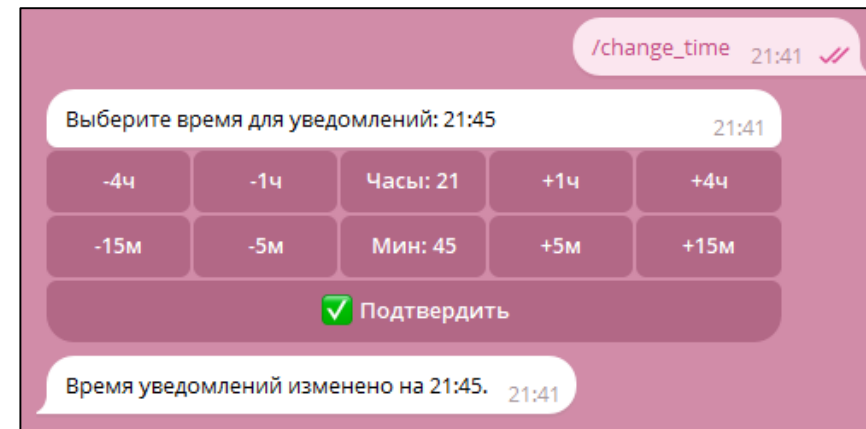 /change_time 21:41
Выберите время для уведомлений: 21:45 21:41
-4ч -1ч Часы: 21 +1ч +4ч
-15м -5м Мин: 45 +5м +15м
✅ Подтвердить
Время уведомлений изменено на 21:45. 21:41